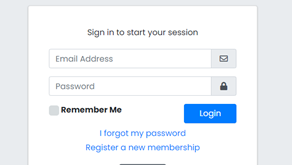 Sign in to start your session
Email Address
Password
Remember Me
Login
I forgot my password
Register a new membership